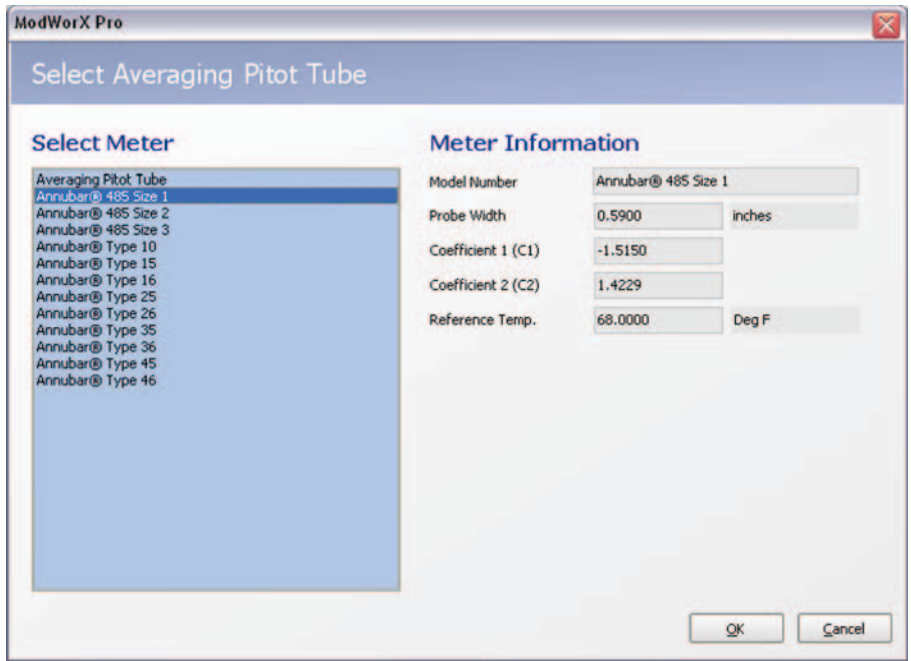 ModWorX Pro
Select Averaging Pitot Tube
Select Meter
Averaging Pitot Tube
Annubar® 485 Size 1
Annubar® 485 Size 2
Annubar® 485 Size 3
Annubar® Type 10
Annubar® Type 15
Annubar® Type 16
Annubar® Type 25
Annubar® Type 26
Annubar® Type 35
Annubar® Type 36
Annubar® Type 45
Annubar® Type 46
Meter Information
Model Number Annubar® 485 Size 1
Probe Width 0.5900 inches
Coefficient 1 (C1) -1.5150
Coefficient 2 (C2) 1.4229
Reference Temp. 68.0000 Deg F
OK Cancel